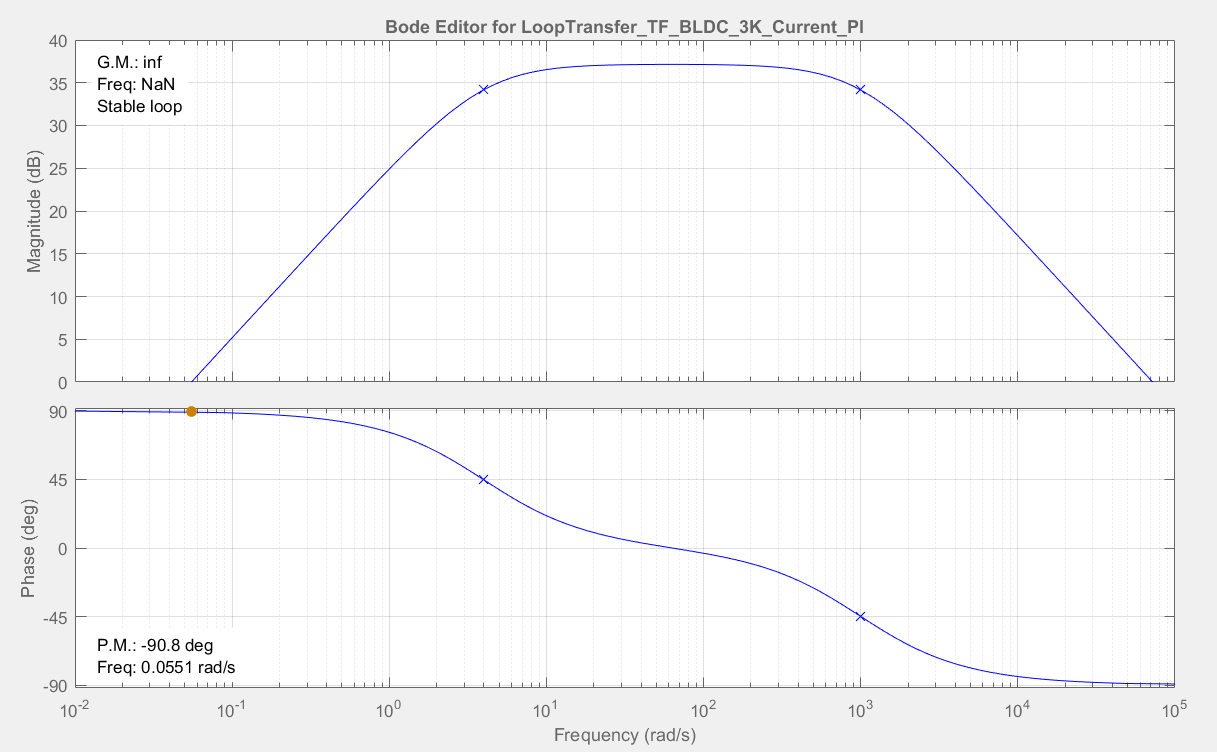 Bode Editor for LoopTransfer_TF_BLDC_3K_Current_PI
40
35
30
25
20
15
10
5
0
Magnitude (dB)
G.M.: inf
Freq: NaN
Stable loop
90
45
0
-45
-90
Phase (deg)
P.M.: -90.8 deg
Freq: 0.0551 rad/s
10^-2 10^-1 10^0 10^1 10^2 10^3 10^4 10^5
Frequency (rad/s)